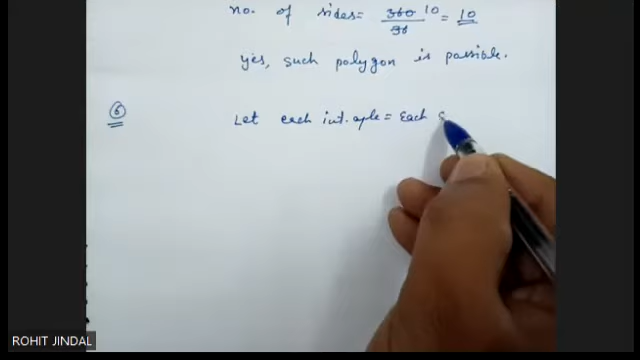 no. of sides = 360/36 10 = 10
yes, such polygon is possible.
6 Let each int. angle = Each
ROHIT JINDAL